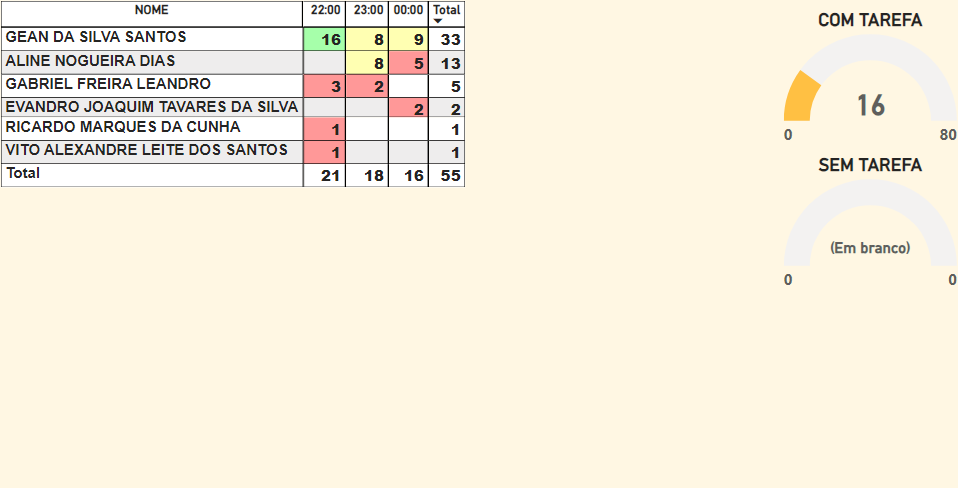 NOME 22:00 23:00 00:00 Total
GEAN DA SILVA SANTOS 16 8 9 33
ALINE NOGUEIRA DIAS 8 5 13
GABRIEL FREIRA LEANDRO 3 2 5
EVANDRO JOAQUIM TAVARES DA SILVA 2 2
RICARDO MARQUES DA CUNHA 1 1
VITO ALEXANDRE LEITE DOS SANTOS 1 1
Total 21 18 16 55
COM TAREFA
16
0 80
SEM TAREFA
(Em branco)
0 0